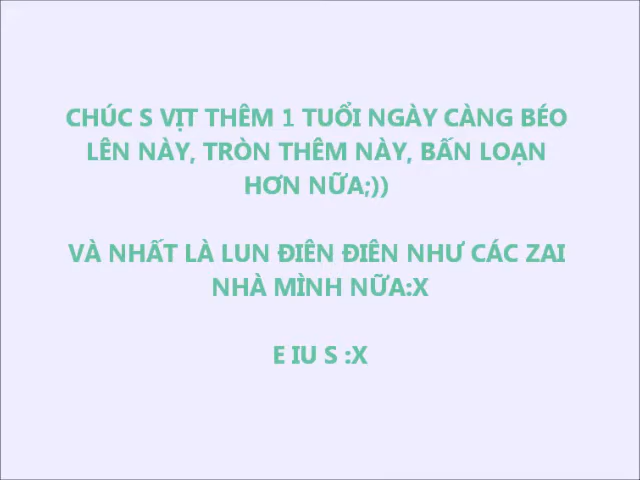 CHÚC S VỊT THÊM 1 TUỔI NGÀY CÀNG BÉO
LÊN NÀY, TRÒN THÊM NÀY, BẤN LOẠN
HƠN NỮA;))
VÀ NHẤT LÀ LUN ĐIÊN ĐIÊN NHƯ CÁC ZAI
NHÀ MÌNH NỮA:X
E IU S :X